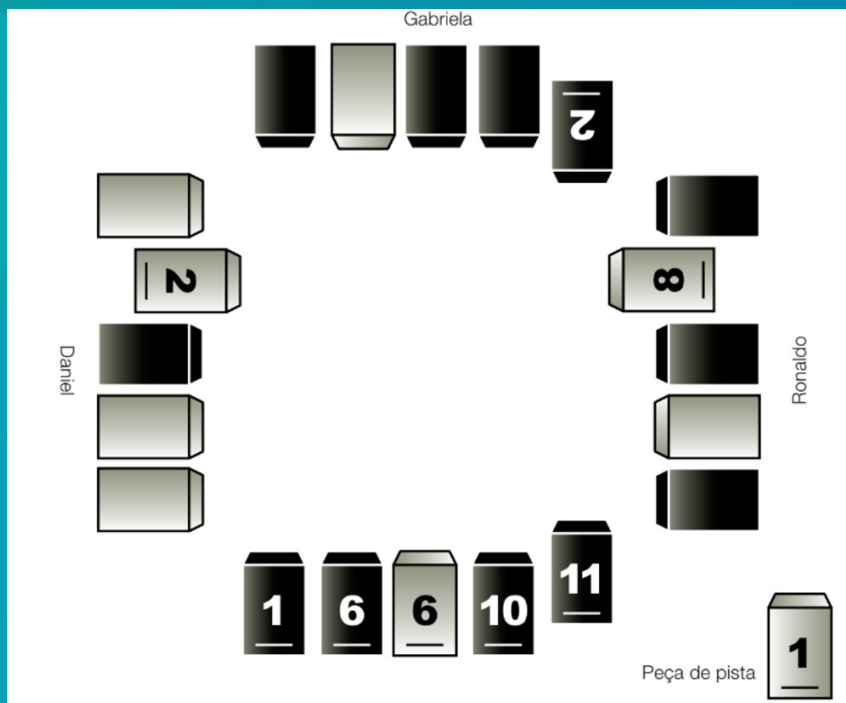 Gabriela
2
2
8
Daniel
Ronaldo
1 6 6 10 11
Peça de pista 1